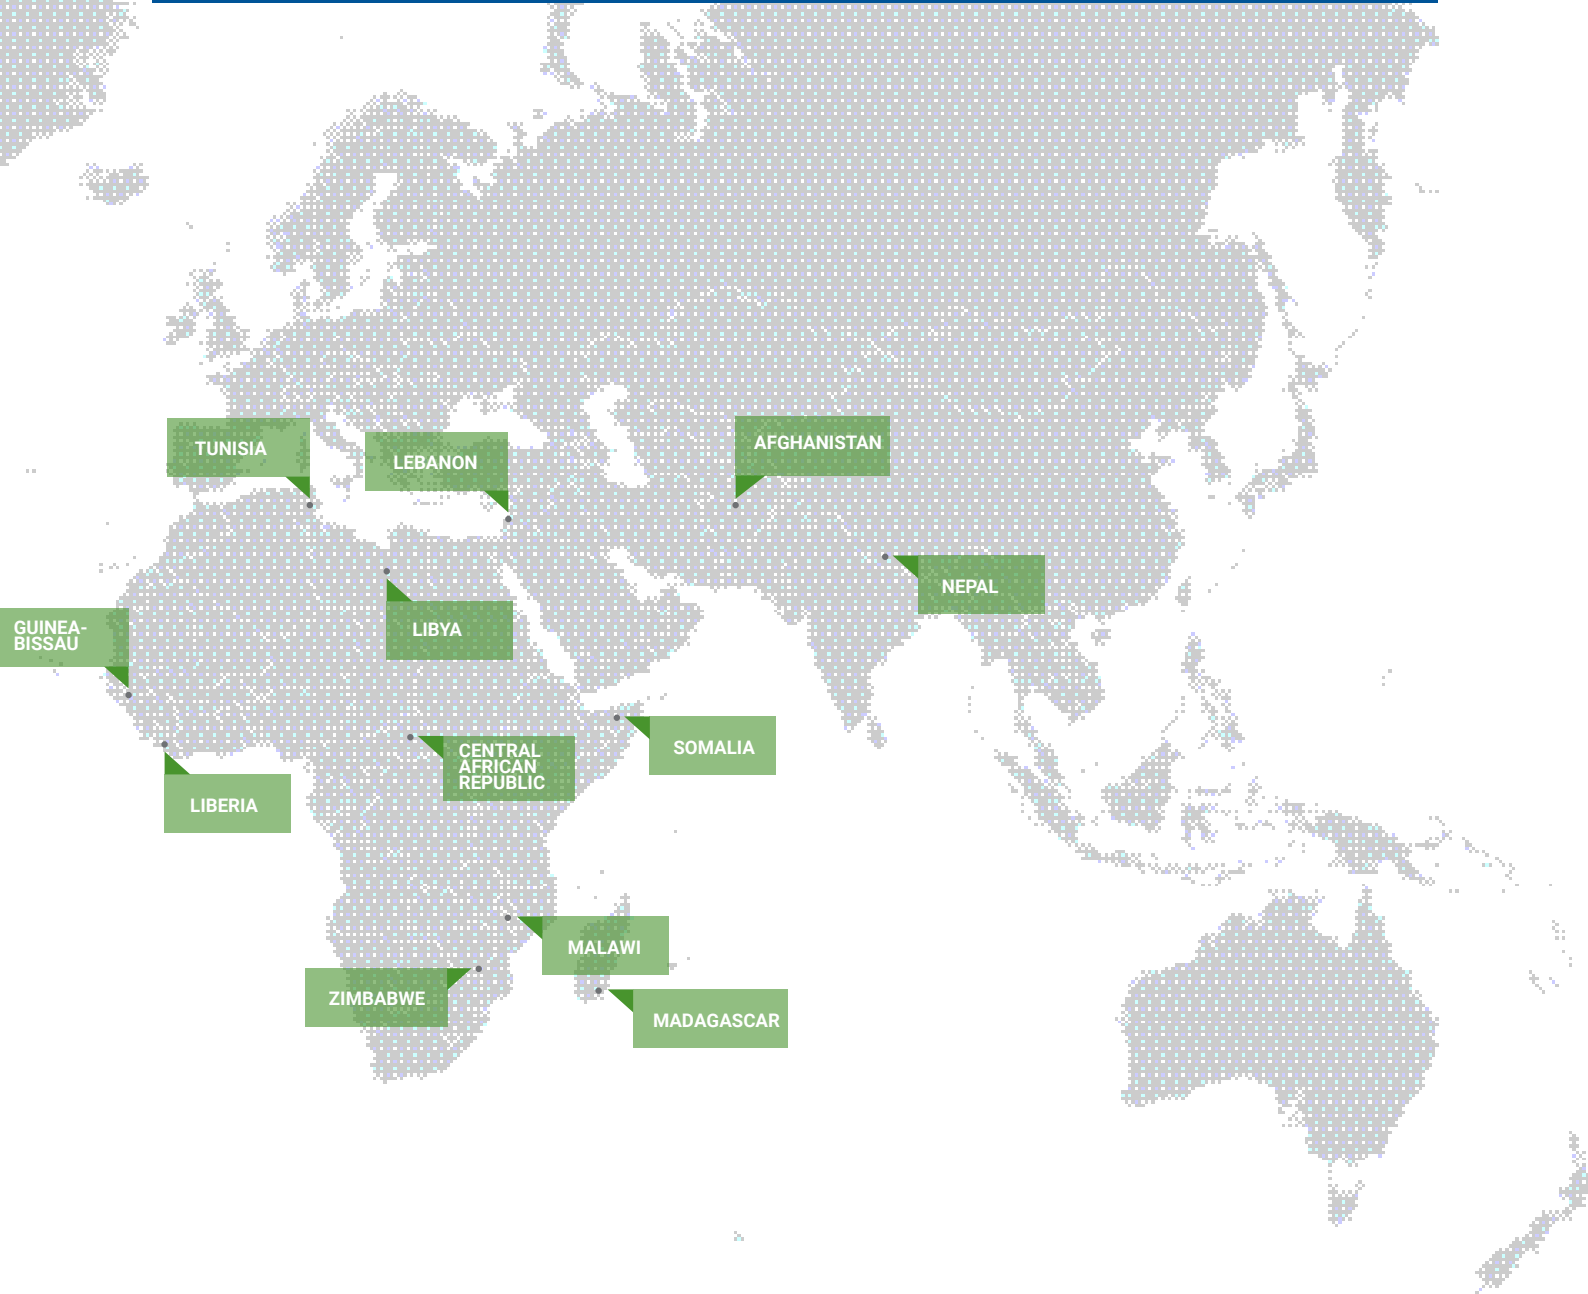 TUNISIA
LEBANON
AFGHANISTAN
NEPAL
GUINEA-
BISSAU
LIBYA
SOMALIA
CENTRAL
AFRICAN
REPUBLIC
LIBERIA
MALAWI
ZIMBABWE
MADAGASCAR